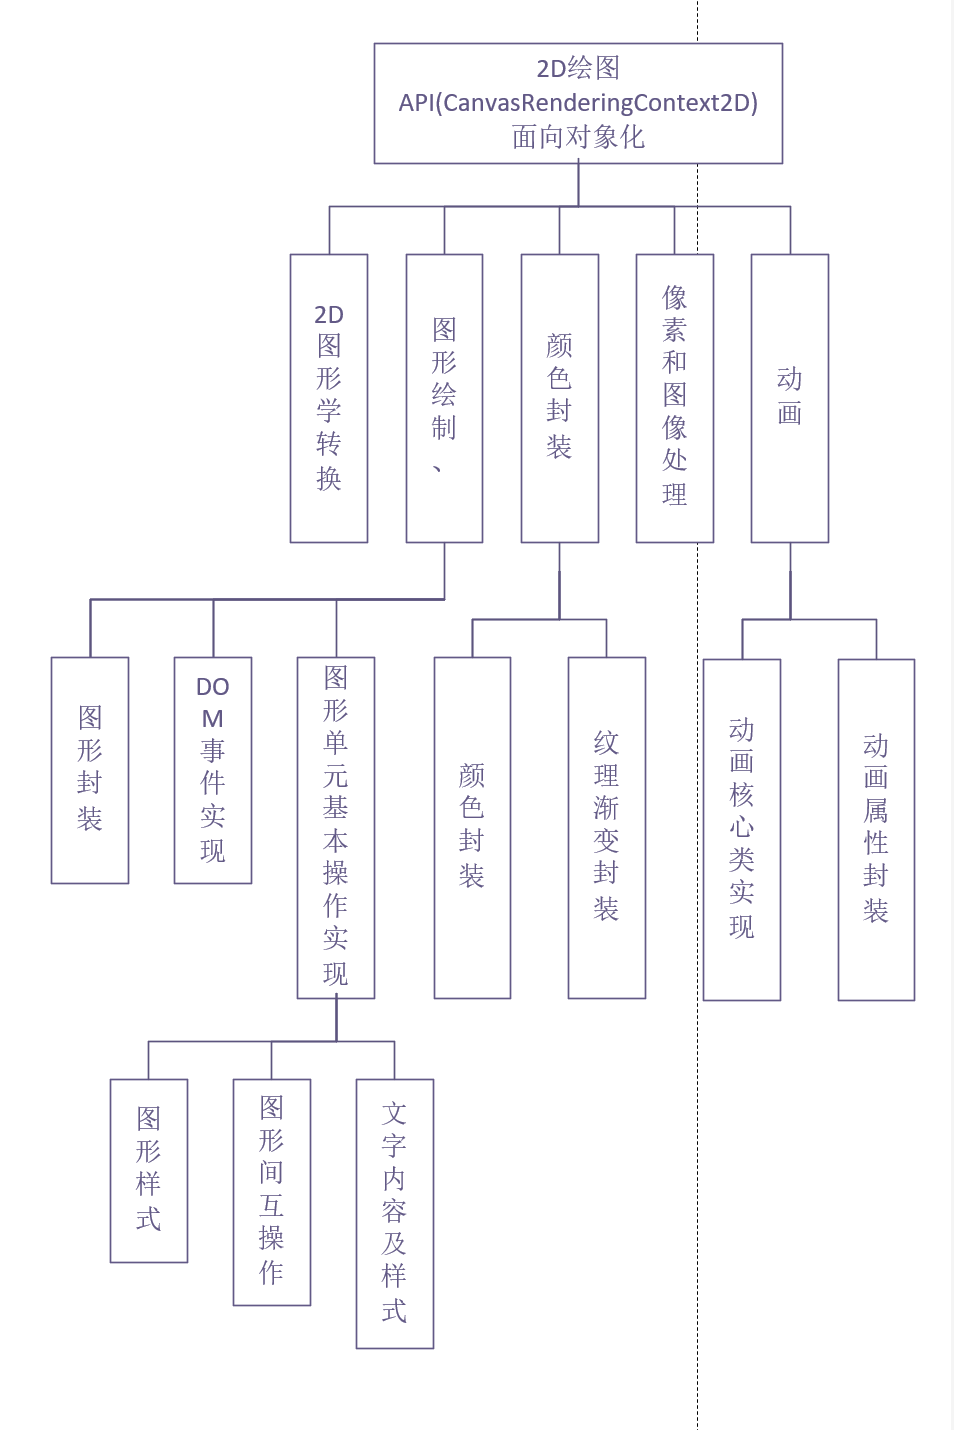 2D绘图
API(CanvasRenderingContext2D)
面向对象化
2D图形学转换
图形绘制、
颜色封装
像素和图像处理
动画
图形封装
DOM事件实现
图形单元基本操作实现
颜色封装
纹理渐变封装
动画核心类实现
动画属性封装
图形样式
图形间互操作
文字内容及样式